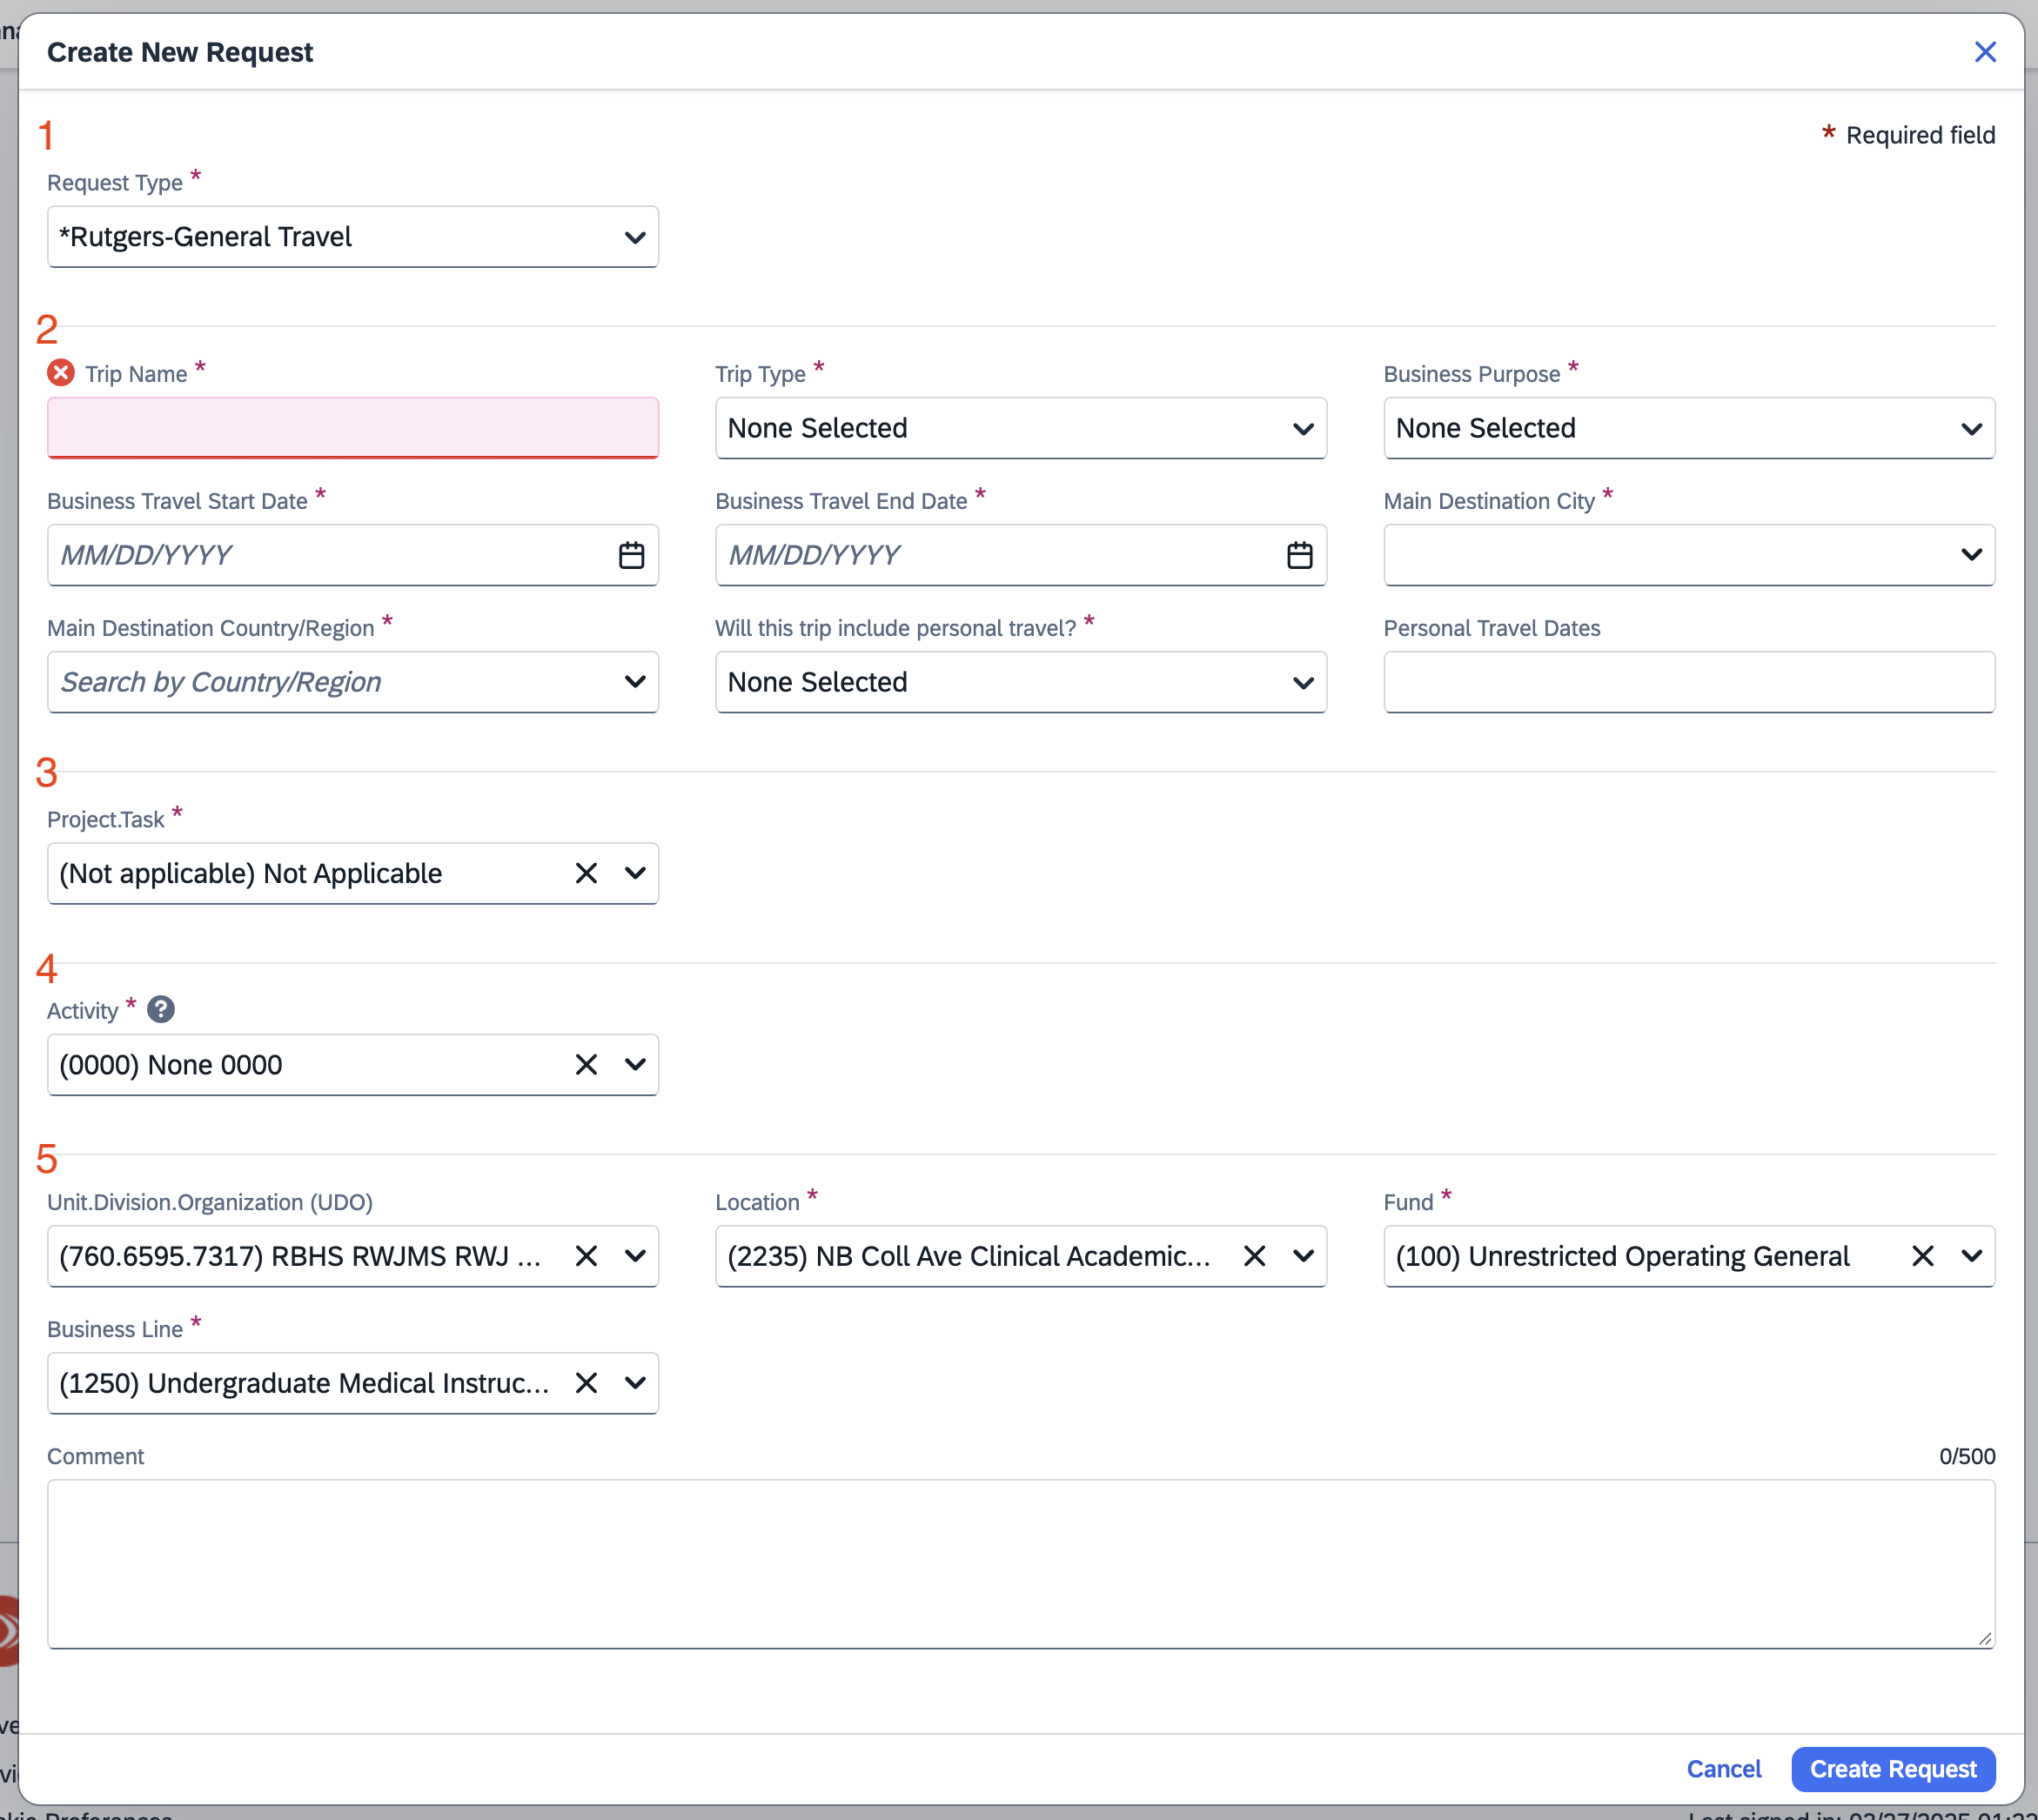 Create New Request
1
* Required field
Request Type *
*Rutgers-General Travel
2
Trip Name *
Trip Type *
Business Purpose *
None Selected
None Selected
Business Travel Start Date *
Business Travel End Date *
Main Destination City *
MM/DD/YYYY
MM/DD/YYYY
Main Destination Country/Region *
Will this trip include personal travel? *
Personal Travel Dates
Search by Country/Region
None Selected
3
Project.Task *
(Not applicable) Not Applicable
4
Activity * ?
(0000) None 0000
5
Unit.Division.Organization (UDO)
Location *
Fund *
(760.6595.7317) RBHS RWJMS RWJ ...
(2235) NB Coll Ave Clinical Academic...
(100) Unrestricted Operating General
Business Line *
(1250) Undergraduate Medical Instruc...
Comment
0/500
Cancel
Create Request